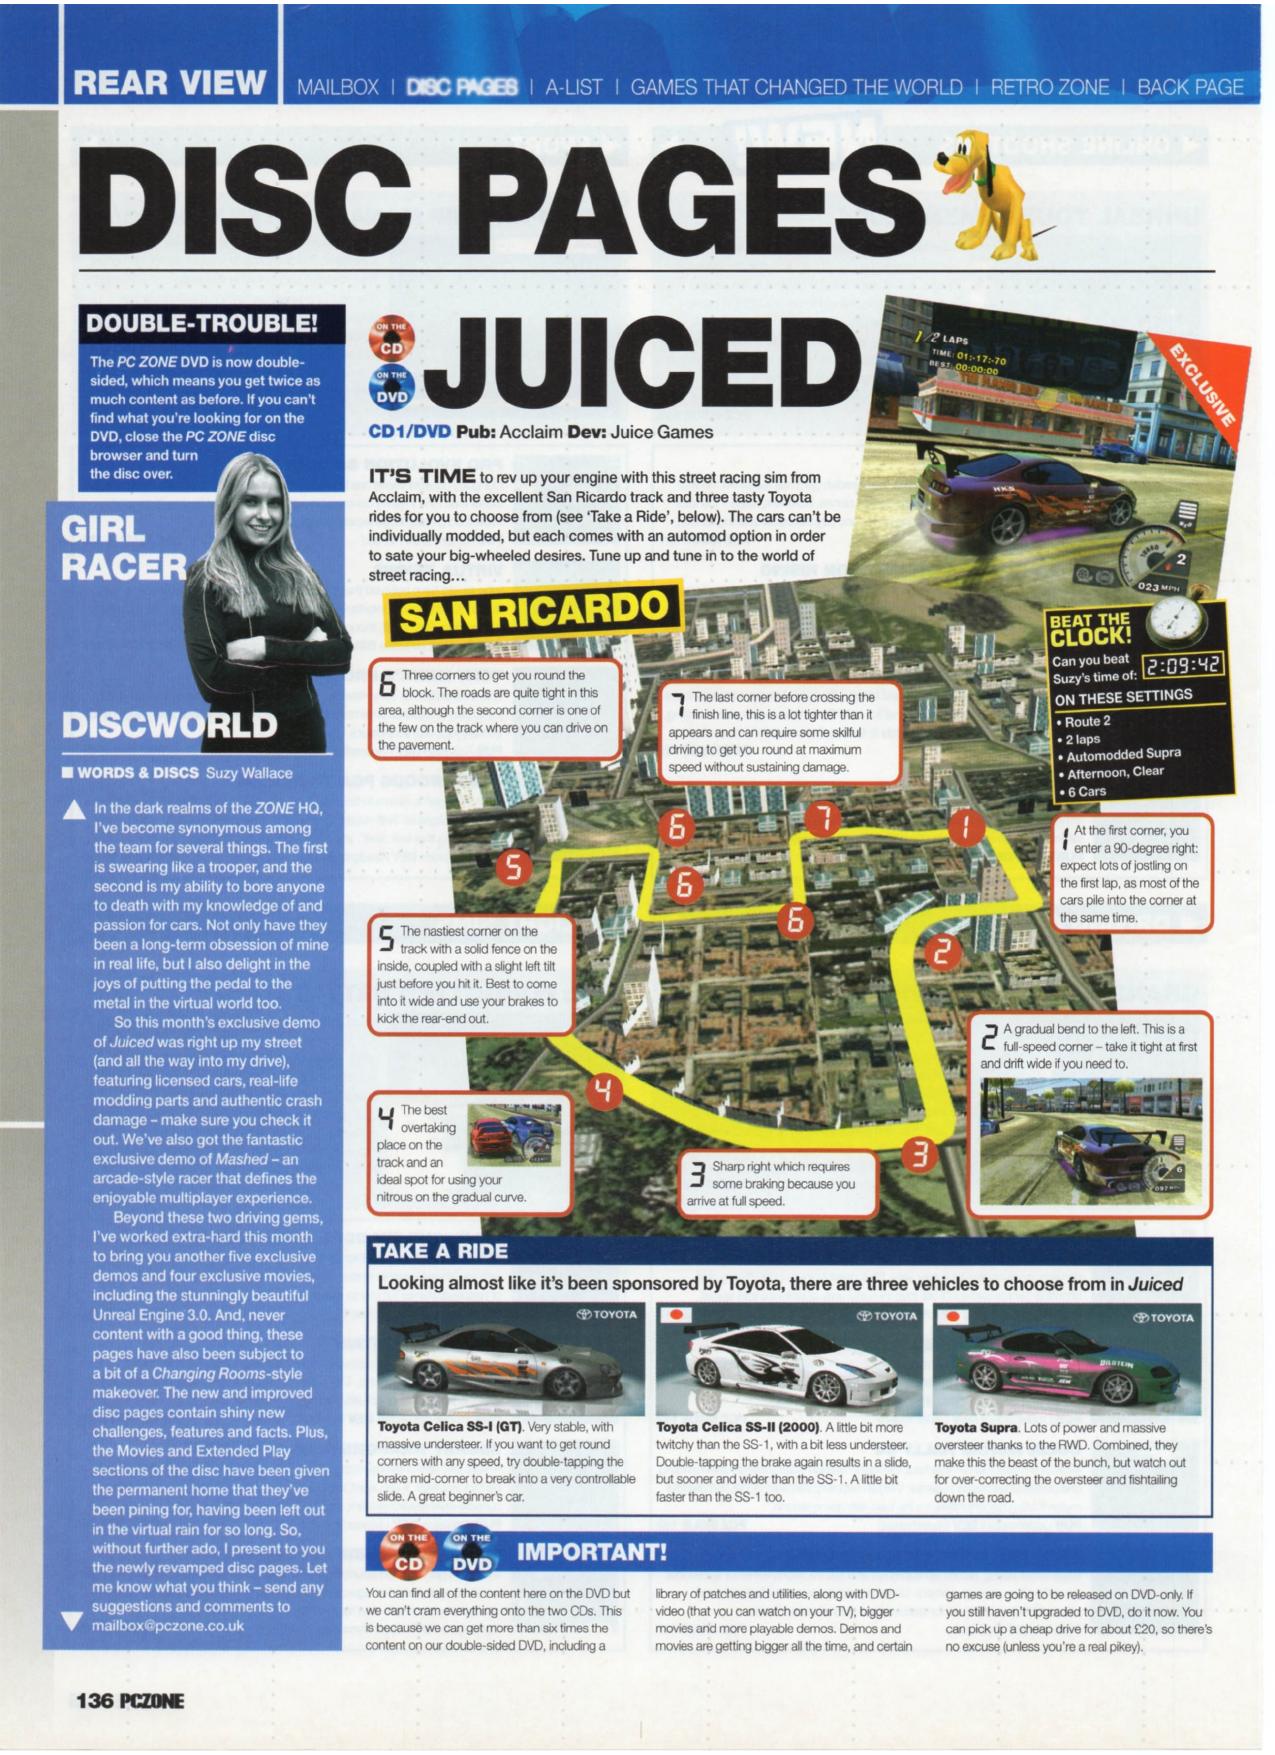 REAR VIEW
MAILBOX | DISC PAGES | A-LIST | GAMES THAT CHANGED THE WORLD | RETRO ZONE | BACK PAGE
DISC PAGES
DOUBLE-TROUBLE!
The PC ZONE DVD is now double-
sided, which means you get twice as
much content as before. If you can't
find what you're looking for on the
DVD, close the PC ZONE disc
browser and turn
the disc over.
GIRL
RACER
DISCWORLD
■ WORDS & DISCS Suzy Wallace
In the dark realms of the ZONE HQ,
I've become synonymous among
the team for several things. The first
is swearing like a trooper, and the
second is my ability to bore anyone
to death with my knowledge of and
passion for cars. Not only have they
been a long-term obsession of mine
in real life, but I also delight in the
joys of putting the pedal to the
metal in the virtual world too.
So this month's exclusive demo
of Juiced was right up my street
(and all the way into my drive),
featuring licensed cars, real-life
modding parts and authentic crash
damage – make sure you check it
out. We've also got the fantastic
exclusive demo of Mashed – an
arcade-style racer that defines the
enjoyable multiplayer experience.
Beyond these two driving gems,
I've worked extra-hard this month
to bring you another five exclusive
demos and four exclusive movies,
including the stunningly beautiful
Unreal Engine 3.0. And, never
content with a good thing, these
pages have also been subject to
a bit of a Changing Rooms-style
makeover. The new and improved
disc pages contain shiny new
challenges, features and facts. Plus,
the Movies and Extended Play
sections of the disc have been given
the permanent home that they've
been pining for, having been left out
in the virtual rain for so long. So,
without further ado, I present to you
the newly revamped disc pages. Let
me know what you think – send any
suggestions and comments to
mailbox@pczone.co.uk
ON THE
CD
ON THE
DVD
JUICED
CD1/DVD Pub: Acclaim Dev: Juice Games
IT'S TIME to rev up your engine with this street racing sim from
Acclaim, with the excellent San Ricardo track and three tasty Toyota
rides for you to choose from (see 'Take a Ride', below). The cars can't be
individually modded, but each comes with an automod option in order
to sate your big-wheeled desires. Tune up and tune in to the world of
street racing...
1/2 LAPS
TIME: 01:-17:-70
BEST: 00:00:00
HKS
2
023 MPH
EXCLUSIVE
SAN RICARDO
BEAT THE
CLOCK!
Can you beat
Suzy's time of:
2:09:42
ON THESE SETTINGS
• Route 2
• 2 laps
• Automodded Supra
• Afternoon, Clear
• 6 Cars
6 Three corners to get you round the
block. The roads are quite tight in this
area, although the second corner is one of
the few on the track where you can drive on
the pavement.
7 The last corner before crossing the
finish line, this is a lot tighter than it
appears and can require some skilful
driving to get you round at maximum
speed without sustaining damage.
1 At the first corner, you
enter a 90-degree right:
expect lots of jostling on
the first lap, as most of the
cars pile into the corner at
the same time.
5
6
6
6
7
1
2
4
3
5 The nastiest corner on the
track with a solid fence on the
inside, coupled with a slight left tilt
just before you hit it. Best to come
into it wide and use your brakes to
kick the rear-end out.
2 A gradual bend to the left. This is a
full-speed corner – take it tight at first
and drift wide if you need to.
4 The best
overtaking
place on the
track and an
ideal spot for using your
nitrous on the gradual curve.
3 Sharp right which requires
some braking because you
arrive at full speed.
TAKE A RIDE
Looking almost like it's been sponsored by Toyota, there are three vehicles to choose from in Juiced
TOYOTA
TOYOTA
TOYOTA
Toyota Celica SS-I (GT). Very stable, with
massive understeer. If you want to get round
corners with any speed, try double-tapping the
brake mid-corner to break into a very controllable
slide. A great beginner's car.
Toyota Celica SS-II (2000). A little bit more
twitchy than the SS-1, with a bit less understeer.
Double-tapping the brake again results in a slide,
but sooner and wider than the SS-1. A little bit
faster than the SS-1 too.
Toyota Supra. Lots of power and massive
oversteer thanks to the RWD. Combined, they
make this the beast of the bunch, but watch out
for over-correcting the oversteer and fishtailing
down the road.
ON THE
CD
ON THE
DVD
IMPORTANT!
You can find all of the content here on the DVD but
we can't cram everything onto the two CDs. This
is because we can get more than six times the
content on our double-sided DVD, including a
library of patches and utilities, along with DVD-
video (that you can watch on your TV), bigger
movies and more playable demos. Demos and
movies are getting bigger all the time, and certain
games are going to be released on DVD-only. If
you still haven't upgraded to DVD, do it now. You
can pick up a cheap drive for about £20, so there's
no excuse (unless you're a real pikey).
136 PCZONE